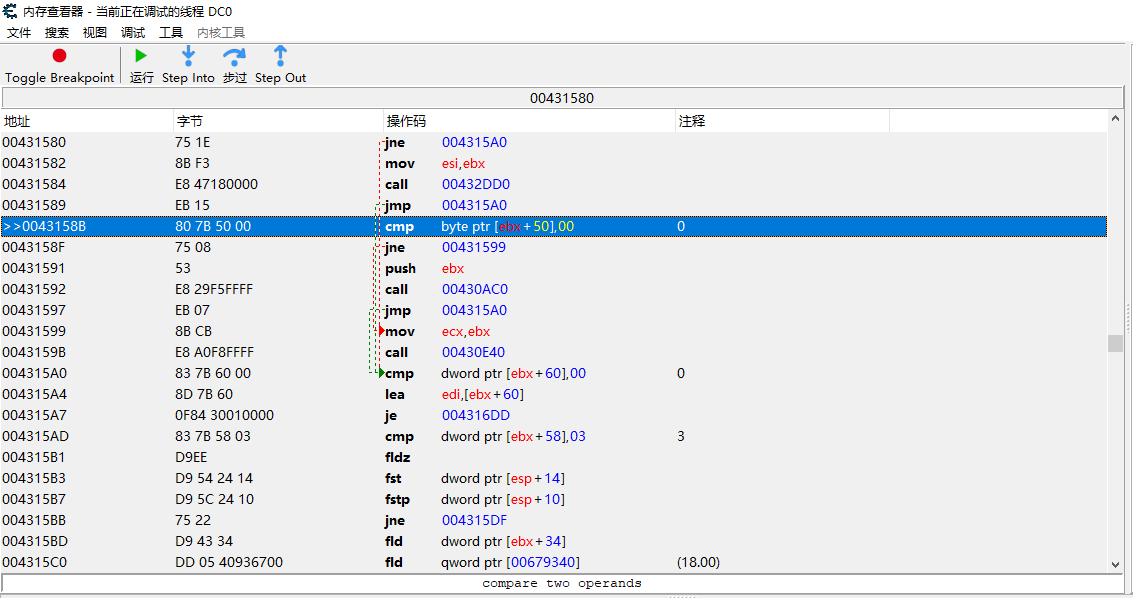 内存查看器 - 当前正在调试的线程 DC0
文件 搜索 视图 调试 工具 内核工具
Toggle Breakpoint 运行 Step Into 步过 Step Out
00431580
地址 字节 操作码 注释
00431580 75 1E jne 004315A0
00431582 8B F3 mov esi,ebx
00431584 E8 47180000 call 00432DD0
00431589 EB 15 jmp 004315A0
>>0043158B 80 7B 50 00 cmp byte ptr [ebx+50],00 0
0043158F 75 08 jne 00431599
00431591 53 push ebx
00431592 E8 29F5FFFF call 00430AC0
00431597 EB 07 jmp 004315A0
00431599 8B CB mov ecx,ebx
0043159B E8 A0F8FFFF call 00430E40
004315A0 83 7B 60 00 cmp dword ptr [ebx+60],00 0
004315A4 8D 7B 60 lea edi,[ebx+60]
004315A7 0F84 30010000 je 004316DD
004315AD 83 7B 58 03 cmp dword ptr [ebx+58],03 3
004315B1 D9EE fldz
004315B3 D9 54 24 14 fst dword ptr [esp+14]
004315B7 D9 5C 24 10 fstp dword ptr [esp+10]
004315BB 75 22 jne 004315DF
004315BD D9 43 34 fld dword ptr [ebx+34]
004315C0 DD 05 40936700 fld qword ptr [00679340] (18.00)
compare two operands